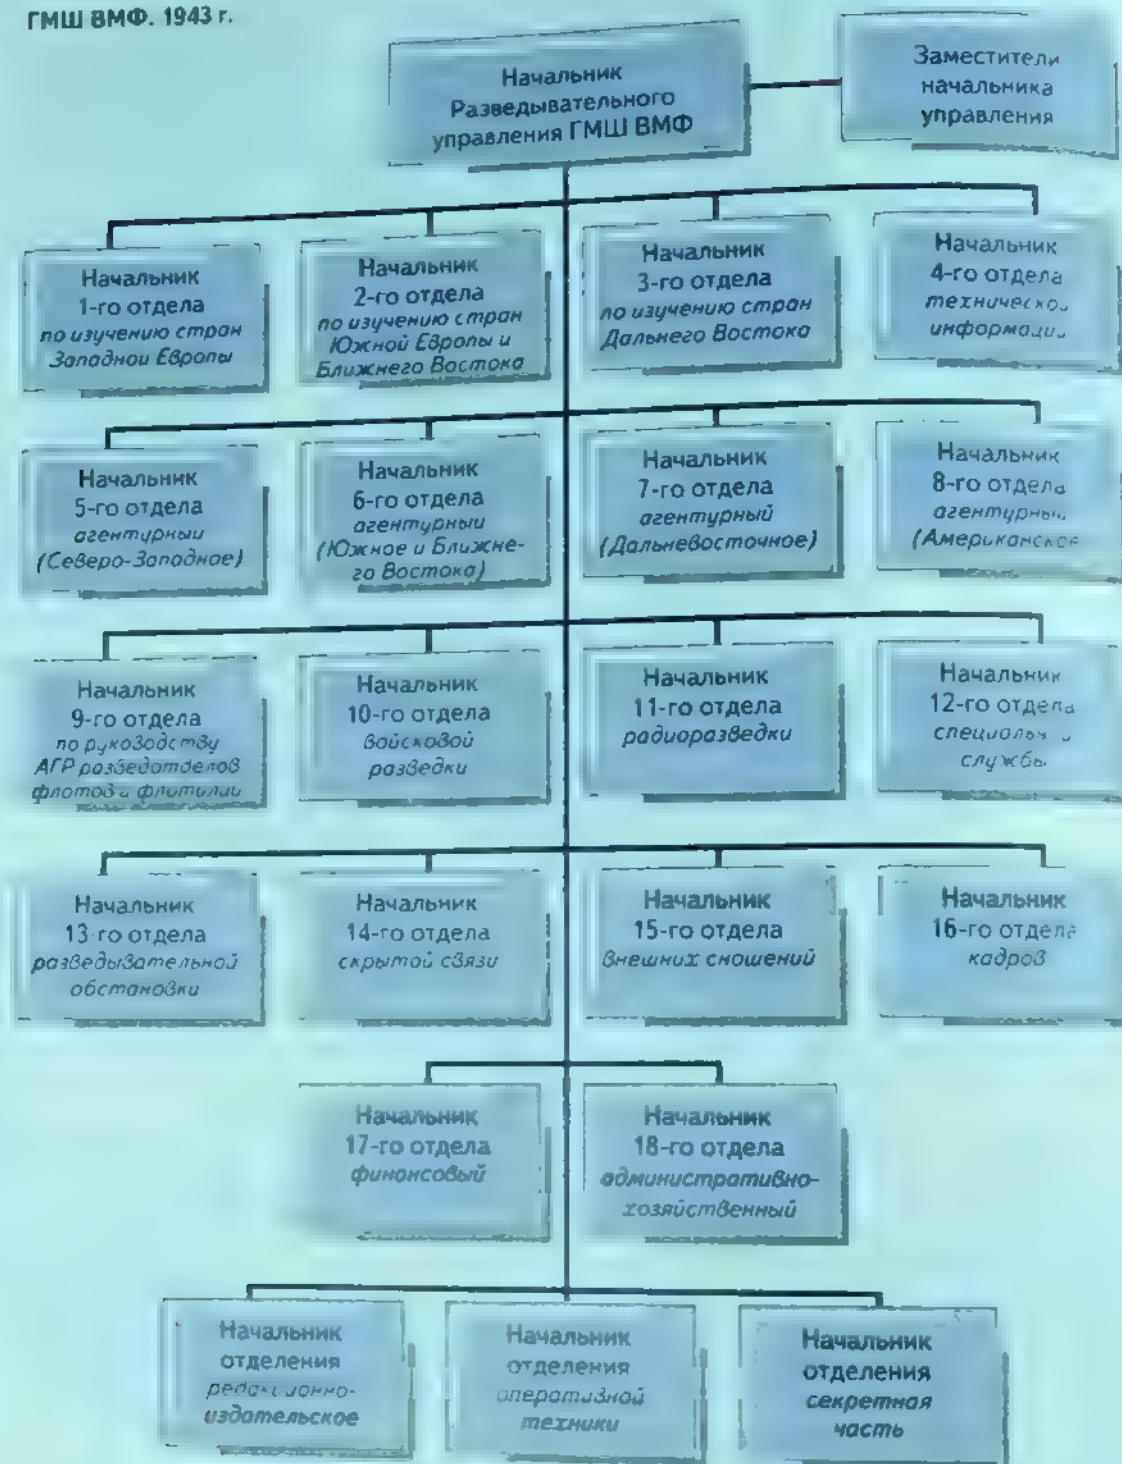 ГМШ ВМФ. 1943 г.
Начальник
Разведывательного
управления ГМШ ВМФ
Заместители
начальника
управления
Начальник
1-го отдела
по изучению стран
Западной Европы
Начальник
2-го отдела
по изучению стран
Южной Европы и
Ближнего Востока
Начальник
3-го отдела
по изучению стран
Дальнего Востока
Начальник
4-го отдела
технической
информации
Начальник
5-го отдела
агентурный
(Северо-Западное)
Начальник
6-го отдела
агентурный
(Южное и Ближне-
го Востока)
Начальник
7-го отдела
агентурный
(Дальневосточное)
Начальник
8-го отдела
агентурный
(Американское
Начальник
9-го отдела
по руководству
АГР разведотделов
флотов и флотилий
Начальник
10-го отдела
войсковой
разведки
Начальник
11-го отдела
радиоразведки
Начальник
12-го отдела
специальной
службы
Начальник
13-го отдела
разведывательной
обстановки
Начальник
14-го отдела
скрытой связи
Начальник
15-го отдела
внешних сношений
Начальник
16-го отдела
кадров
Начальник
17-го отдела
финансовый
Начальник
18-го отдела
административно-
хозяйственный
Начальник
отделения
редакционно-
издательское
Начальник
отделения
оперативной
техники
Начальник
отделения
секретная
часть